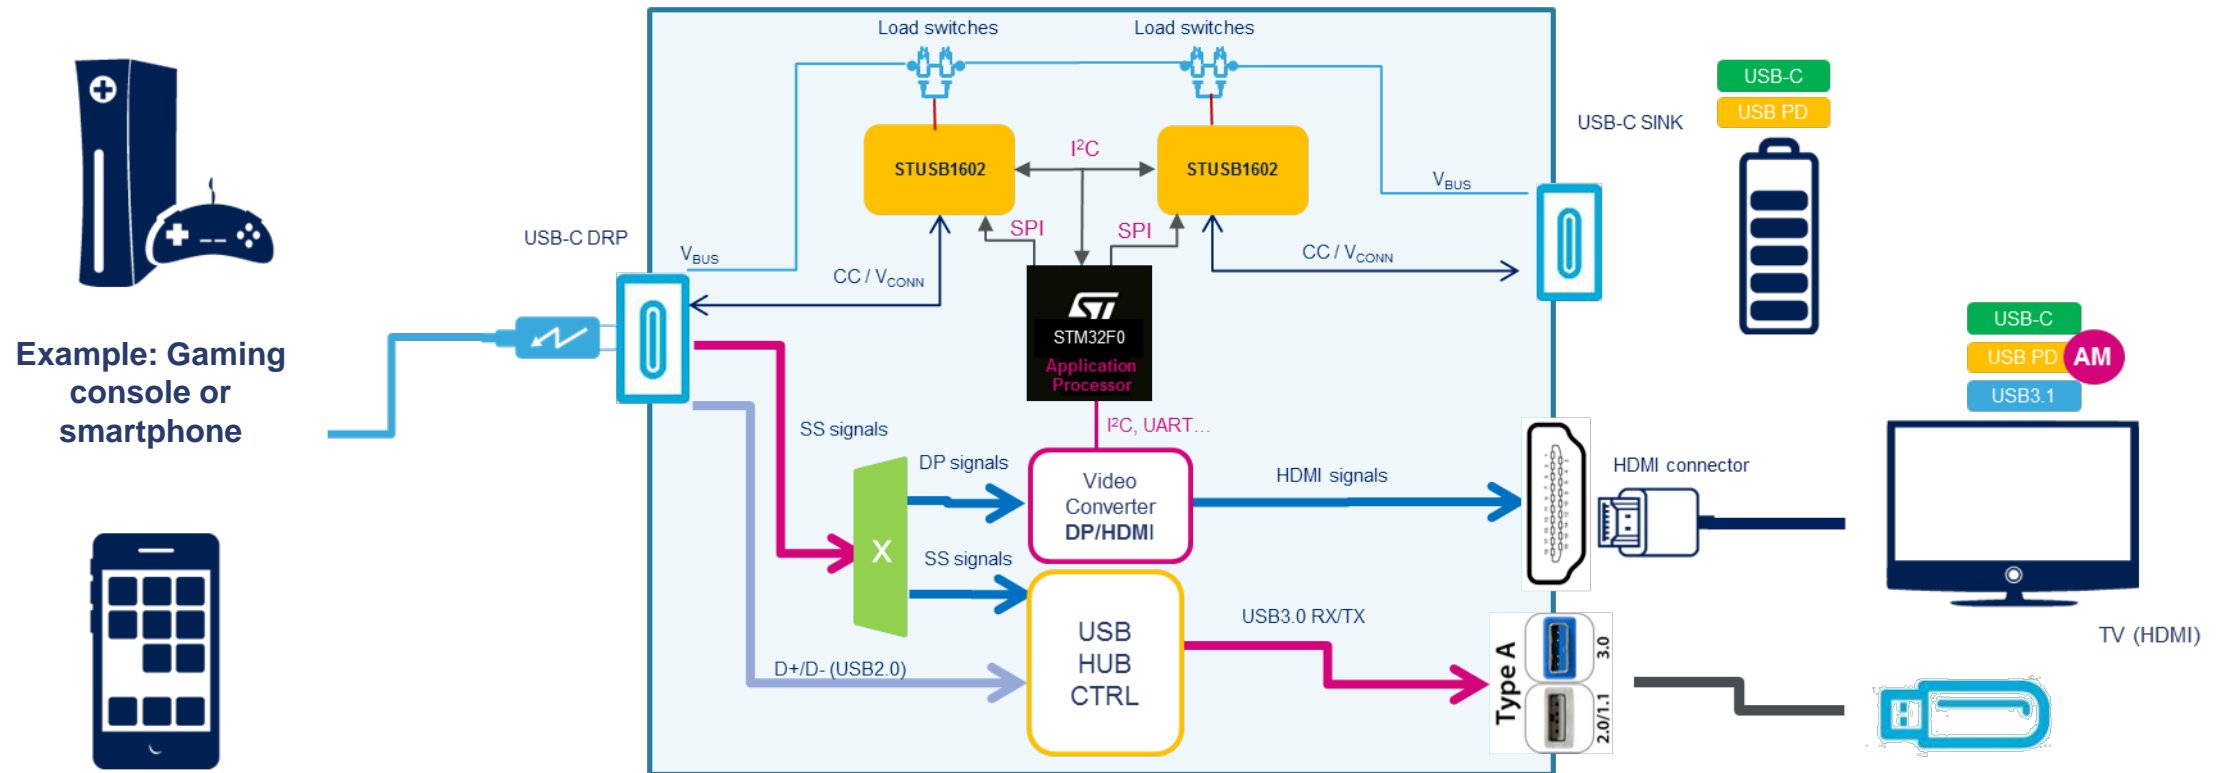 Load switches
Load switches
USB-C
USB PD
USB-C SINK
I²C
STUSB1602
STUSB1602
VBUS
SPI
SPI
USB-C DRP
VBUS
CC / VCONN
CC / VCONN
ST
STM32F0
Application
Processor
USB-C
USB PD
AM
USB3.1
Example: Gaming
console or
smartphone
I²C, UART...
SS signals
DP signals
Video
Converter
DP/HDMI
HDMI signals
HDMI connector
X
SS signals
USB
HUB
CTRL
USB3.0 RX/TX
D+/D- (USB2.0)
Type A
3.0
2.0/1.1
TV (HDMI)